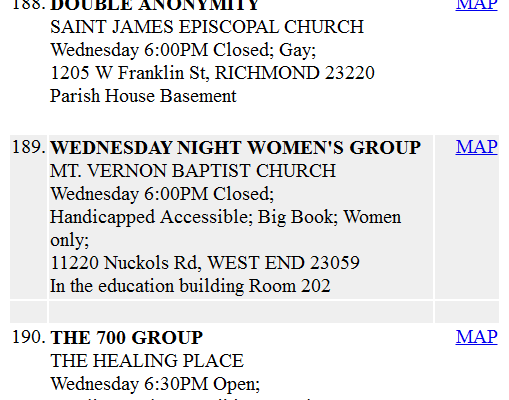 188. DOUBLE ANONYMITY MAP
SAINT JAMES EPISCOPAL CHURCH
Wednesday 6:00PM Closed; Gay;
1205 W Franklin St, RICHMOND 23220
Parish House Basement
189. WEDNESDAY NIGHT WOMEN'S GROUP MAP
MT. VERNON BAPTIST CHURCH
Wednesday 6:00PM Closed;
Handicapped Accessible; Big Book; Women
only;
11220 Nuckols Rd, WEST END 23059
In the education building Room 202
190. THE 700 GROUP MAP
THE HEALING PLACE
Wednesday 6:30PM Open;